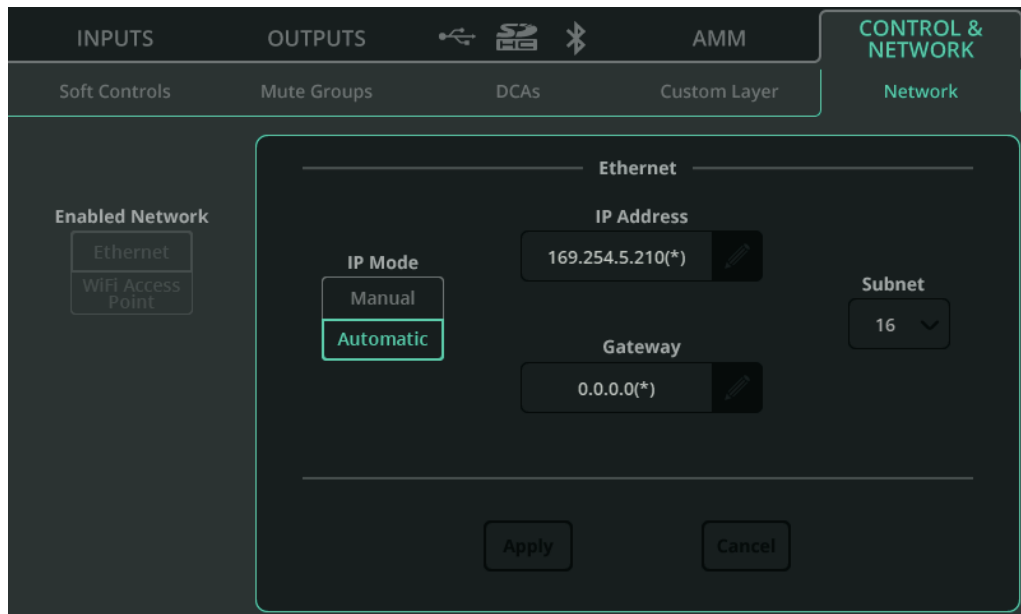 INPUTS
OUTPUTS
SD
HC
AMM
CONTROL &
NETWORK
Soft Controls
Mute Groups
DCAs
Custom Layer
Network
Ethernet
Enabled Network
Ethernet
WiFi Access
Point
IP Mode
Manual
Automatic
IP Address
169.254.5.210(*)
Gateway
0.0.0.0(*)
Subnet
16
Apply
Cancel